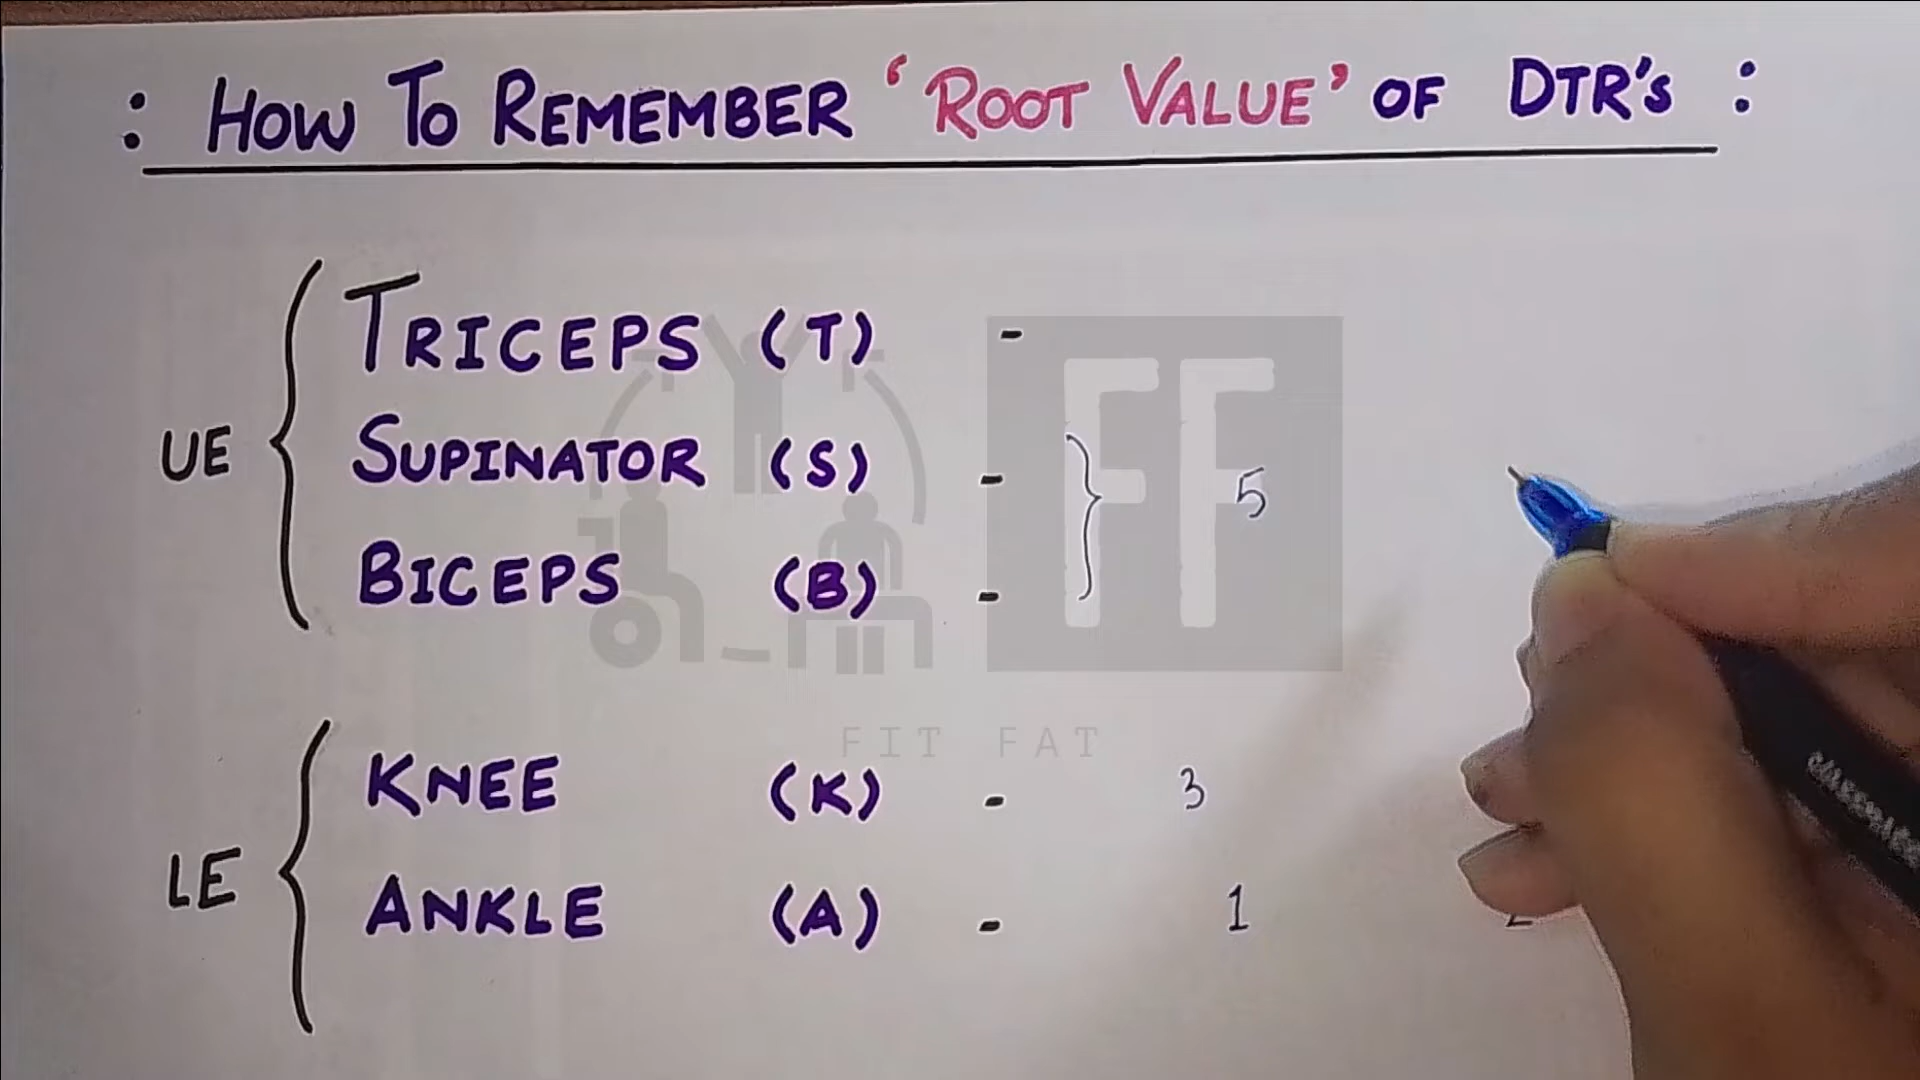 : HOW TO REMEMBER 'ROOT VALUE' OF DTR'S :
UE
TRICEPS (T) -
SUPINATOR (S) -
BICEPS (B) -
5
FF
FIT FAT
LE
KNEE (K) - 3
ANKLE (A) - 1